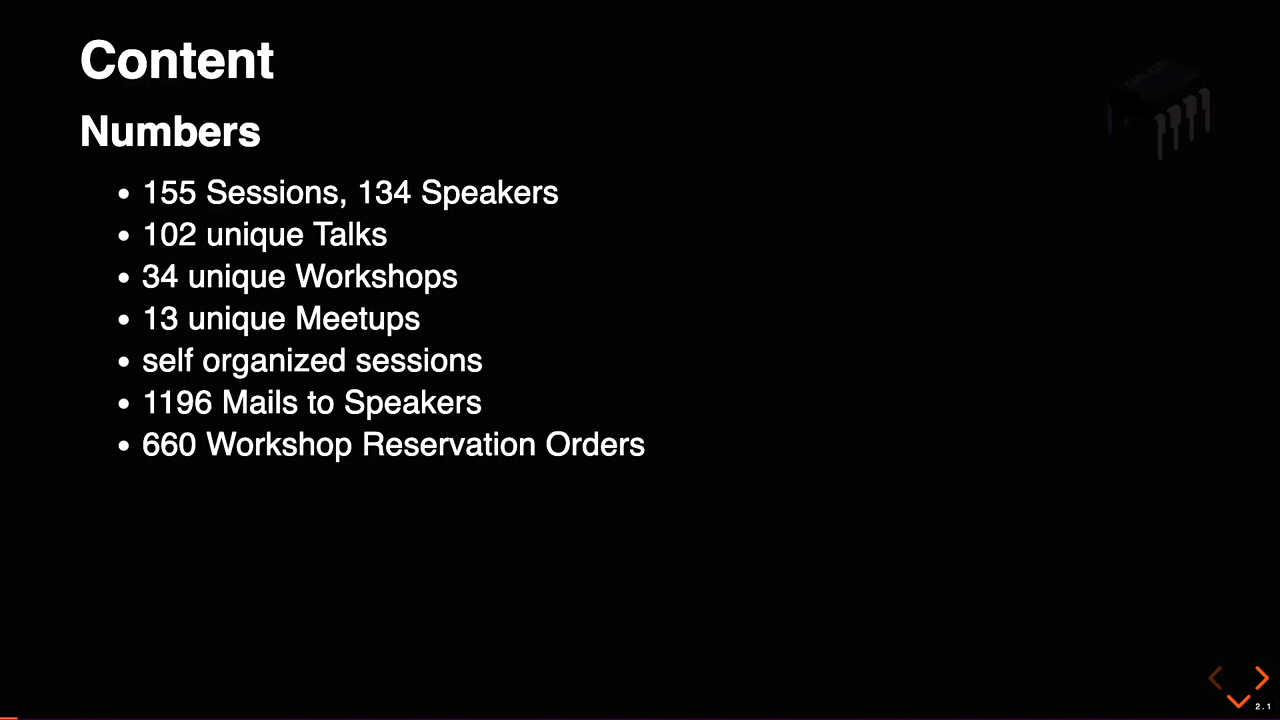 Content
Numbers
• 155 Sessions, 134 Speakers
• 102 unique Talks
• 34 unique Workshops
• 13 unique Meetups
• self organized sessions
• 1196 Mails to Speakers
• 660 Workshop Reservation Orders
2.1